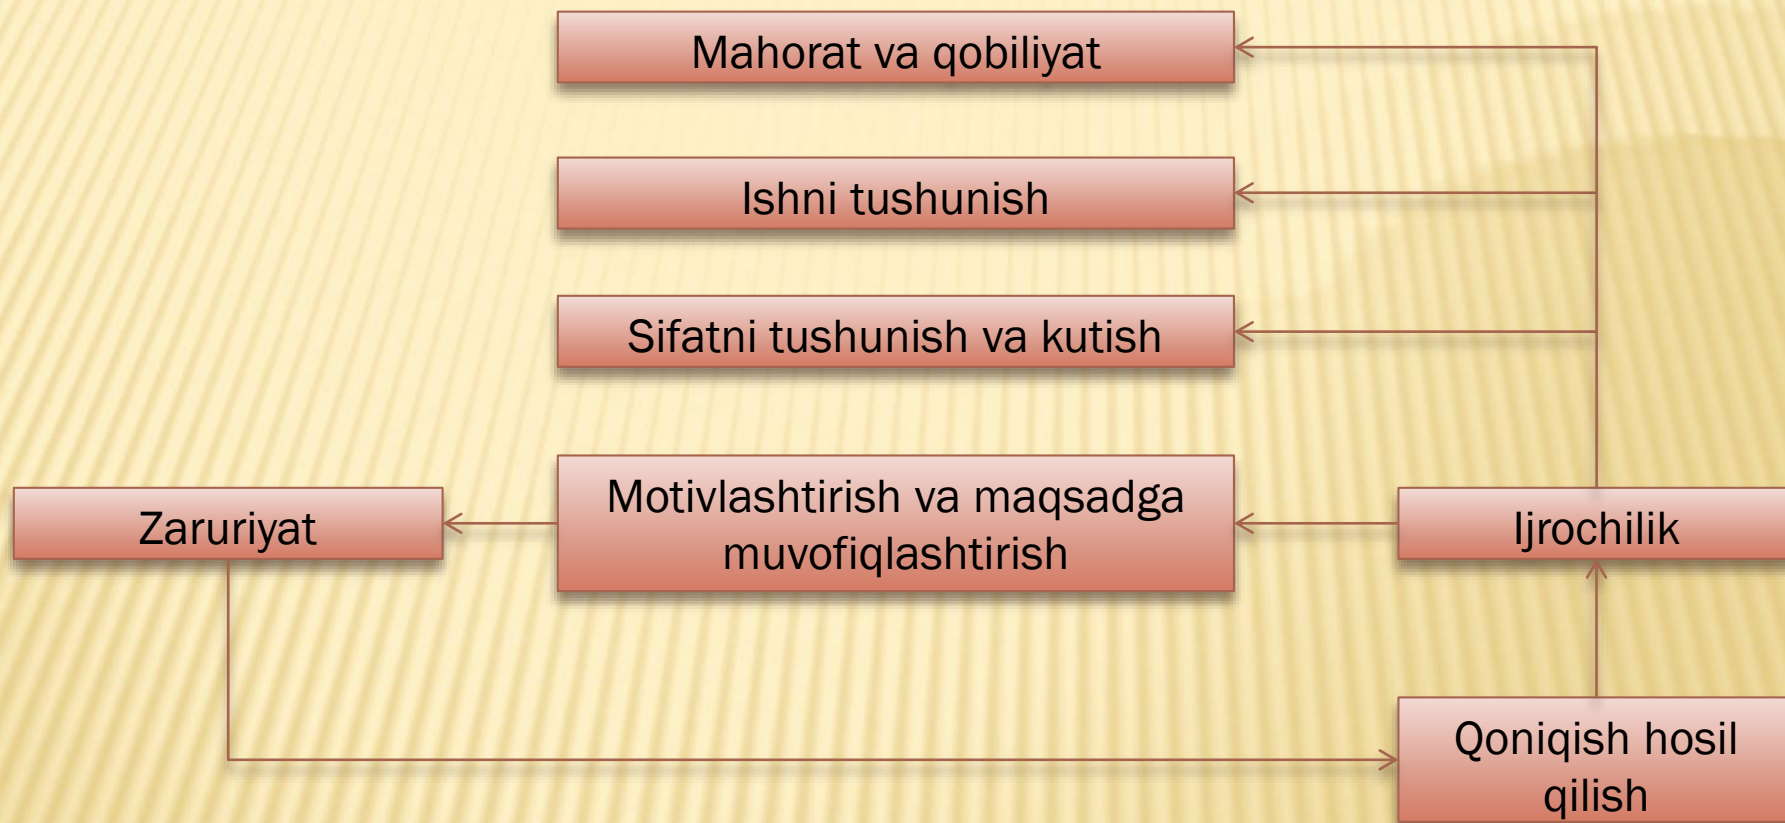 Mahorat va qobiliyat
Ishni tushunish
Sifatni tushunish va kutish
Motivlashtirish va maqsadga
muvofiqlashtirish
Zaruriyat
Ijrochilik
Qoniqish hosil
qilish